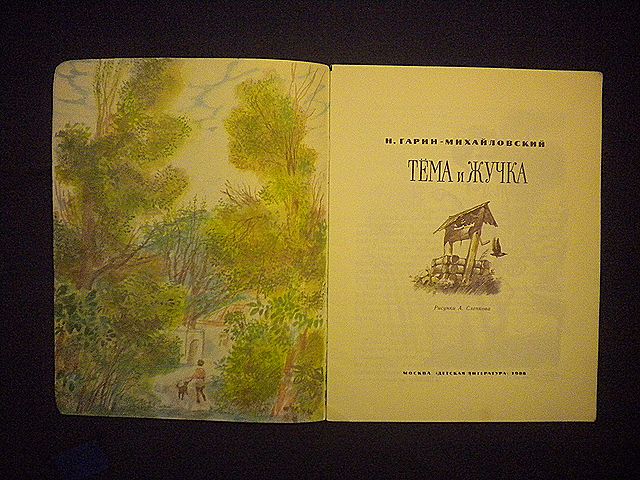 Н. ГАРИН-МИХАЙЛОВСКИЙ
ТЁМА И ЖУЧКА
Рисунки А. Слепкова
МОСКВА «ДЕТСКАЯ ЛИТЕРАТУРА» 1988